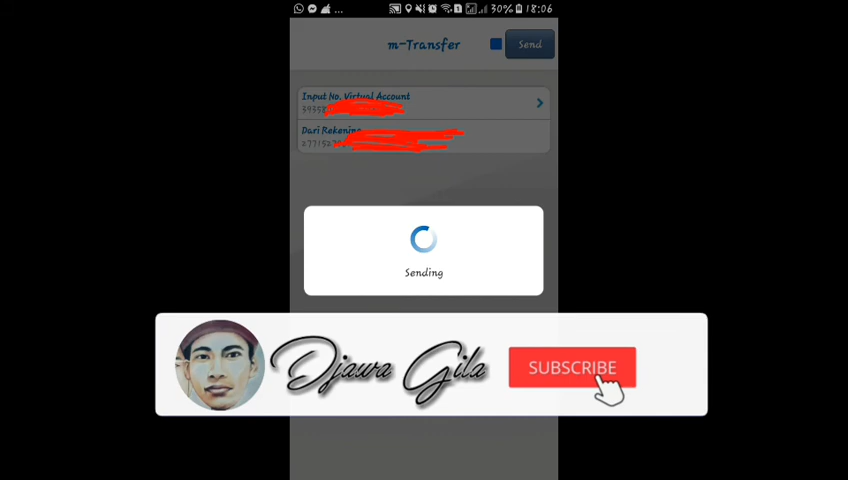 ... 30% 18:06
m-Transfer
Send
Input No. Virtual Account
Dari Rekening
Sending
Djawa Gila
SUBSCRIBE